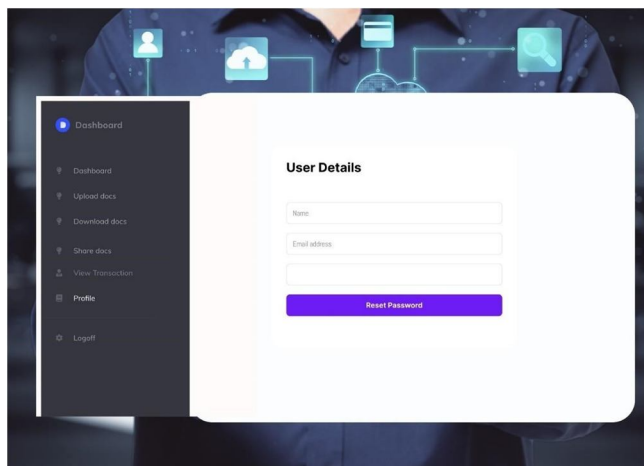 D Dashboard
Dashboard
Upload docs
Download docs
Share docs
View Transaction
Profile
Logoff
User Details
Name
Email address
Reset Password